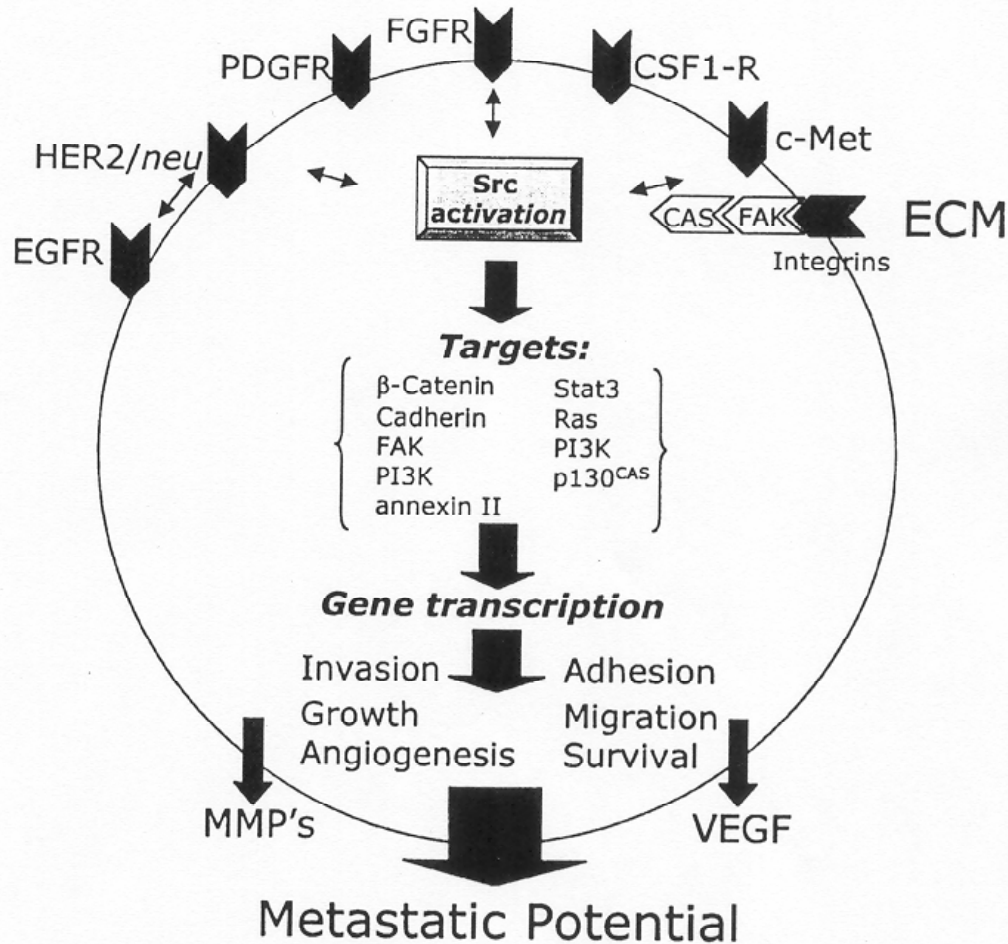 FGFR
PDGFR
CSF1-R
HER2/neu
c-Met
EGFR
Src
activation
CAS FAK
ECM
Integrins
Targets:
β-Catenin
Cadherin
FAK
PI3K
annexin II
Stat3
Ras
PI3K
p130CAS
Gene transcription
Invasion
Growth
Angiogenesis
Adhesion
Migration
Survival
MMP's
VEGF
Metastatic Potential